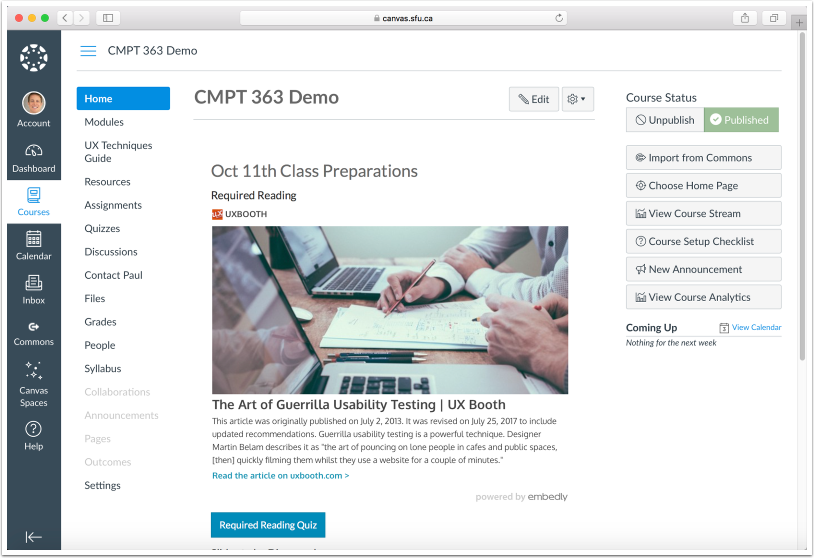 canvas.sfu.ca
CMPT 363 Demo
Account
Dashboard
Courses
Calendar
Inbox
Commons
Canvas
Spaces
Help
Home
Modules
UX Techniques
Guide
Resources
Assignments
Quizzes
Discussions
Contact Paul
Files
Grades
People
Syllabus
Collaborations
Announcements
Pages
Outcomes
Settings
CMPT 363 Demo
Edit
Oct 11th Class Preparations
Required Reading
UX UXBOOTH
The Art of Guerrilla Usability Testing | UX Booth
This article was originally published on July 2, 2013. It was revised on July 25, 2017 to include
updated recommendations. Guerrilla usability testing is a powerful technique. Designer
Martin Belam describes it as "the art of pouncing on lone people in cafes and public spaces,
[then] quickly filming them whilst they use a website for a couple of minutes."
Read the article on uxbooth.com >
powered by embedly
Required Reading Quiz
Course Status
Unpublish
Published
Import from Commons
Choose Home Page
View Course Stream
Course Setup Checklist
New Announcement
View Course Analytics
Coming Up
View Calendar
Nothing for the next week